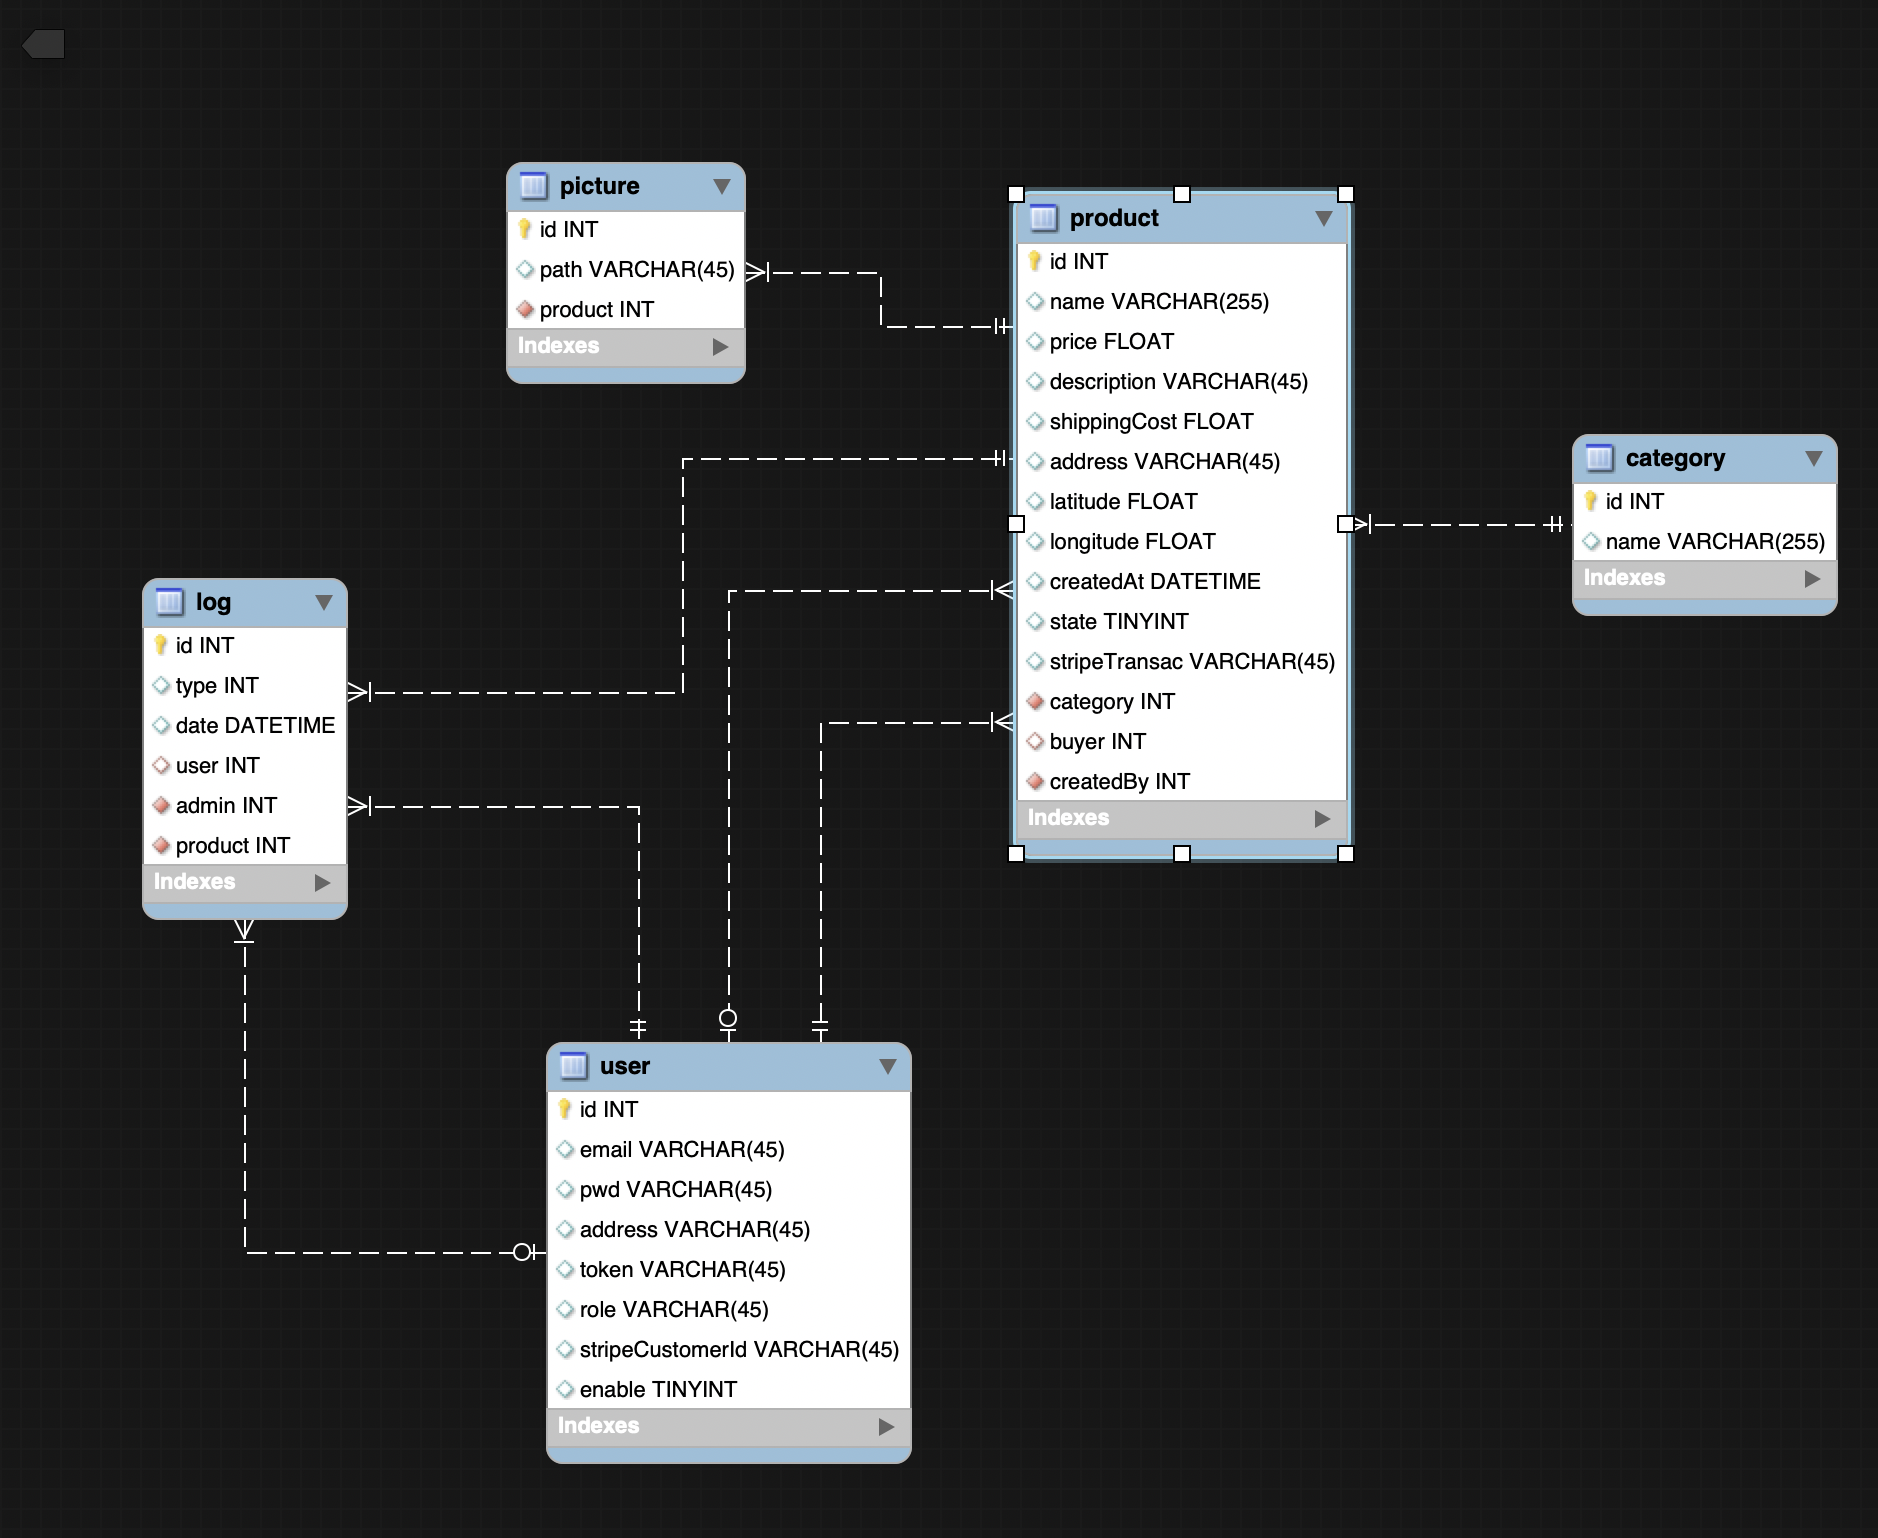 picture
id INT
path VARCHAR(45)
product INT
Indexes
product
id INT
name VARCHAR(255)
price FLOAT
description VARCHAR(45)
shippingCost FLOAT
address VARCHAR(45)
latitude FLOAT
longitude FLOAT
createdAt DATETIME
state TINYINT
stripeTransac VARCHAR(45)
category INT
buyer INT
createdBy INT
Indexes
category
id INT
name VARCHAR(255)
Indexes
log
id INT
type INT
date DATETIME
user INT
admin INT
product INT
Indexes
user
id INT
email VARCHAR(45)
pwd VARCHAR(45)
address VARCHAR(45)
token VARCHAR(45)
role VARCHAR(45)
stripeCustomerId VARCHAR(45)
enable TINYINT
Indexes